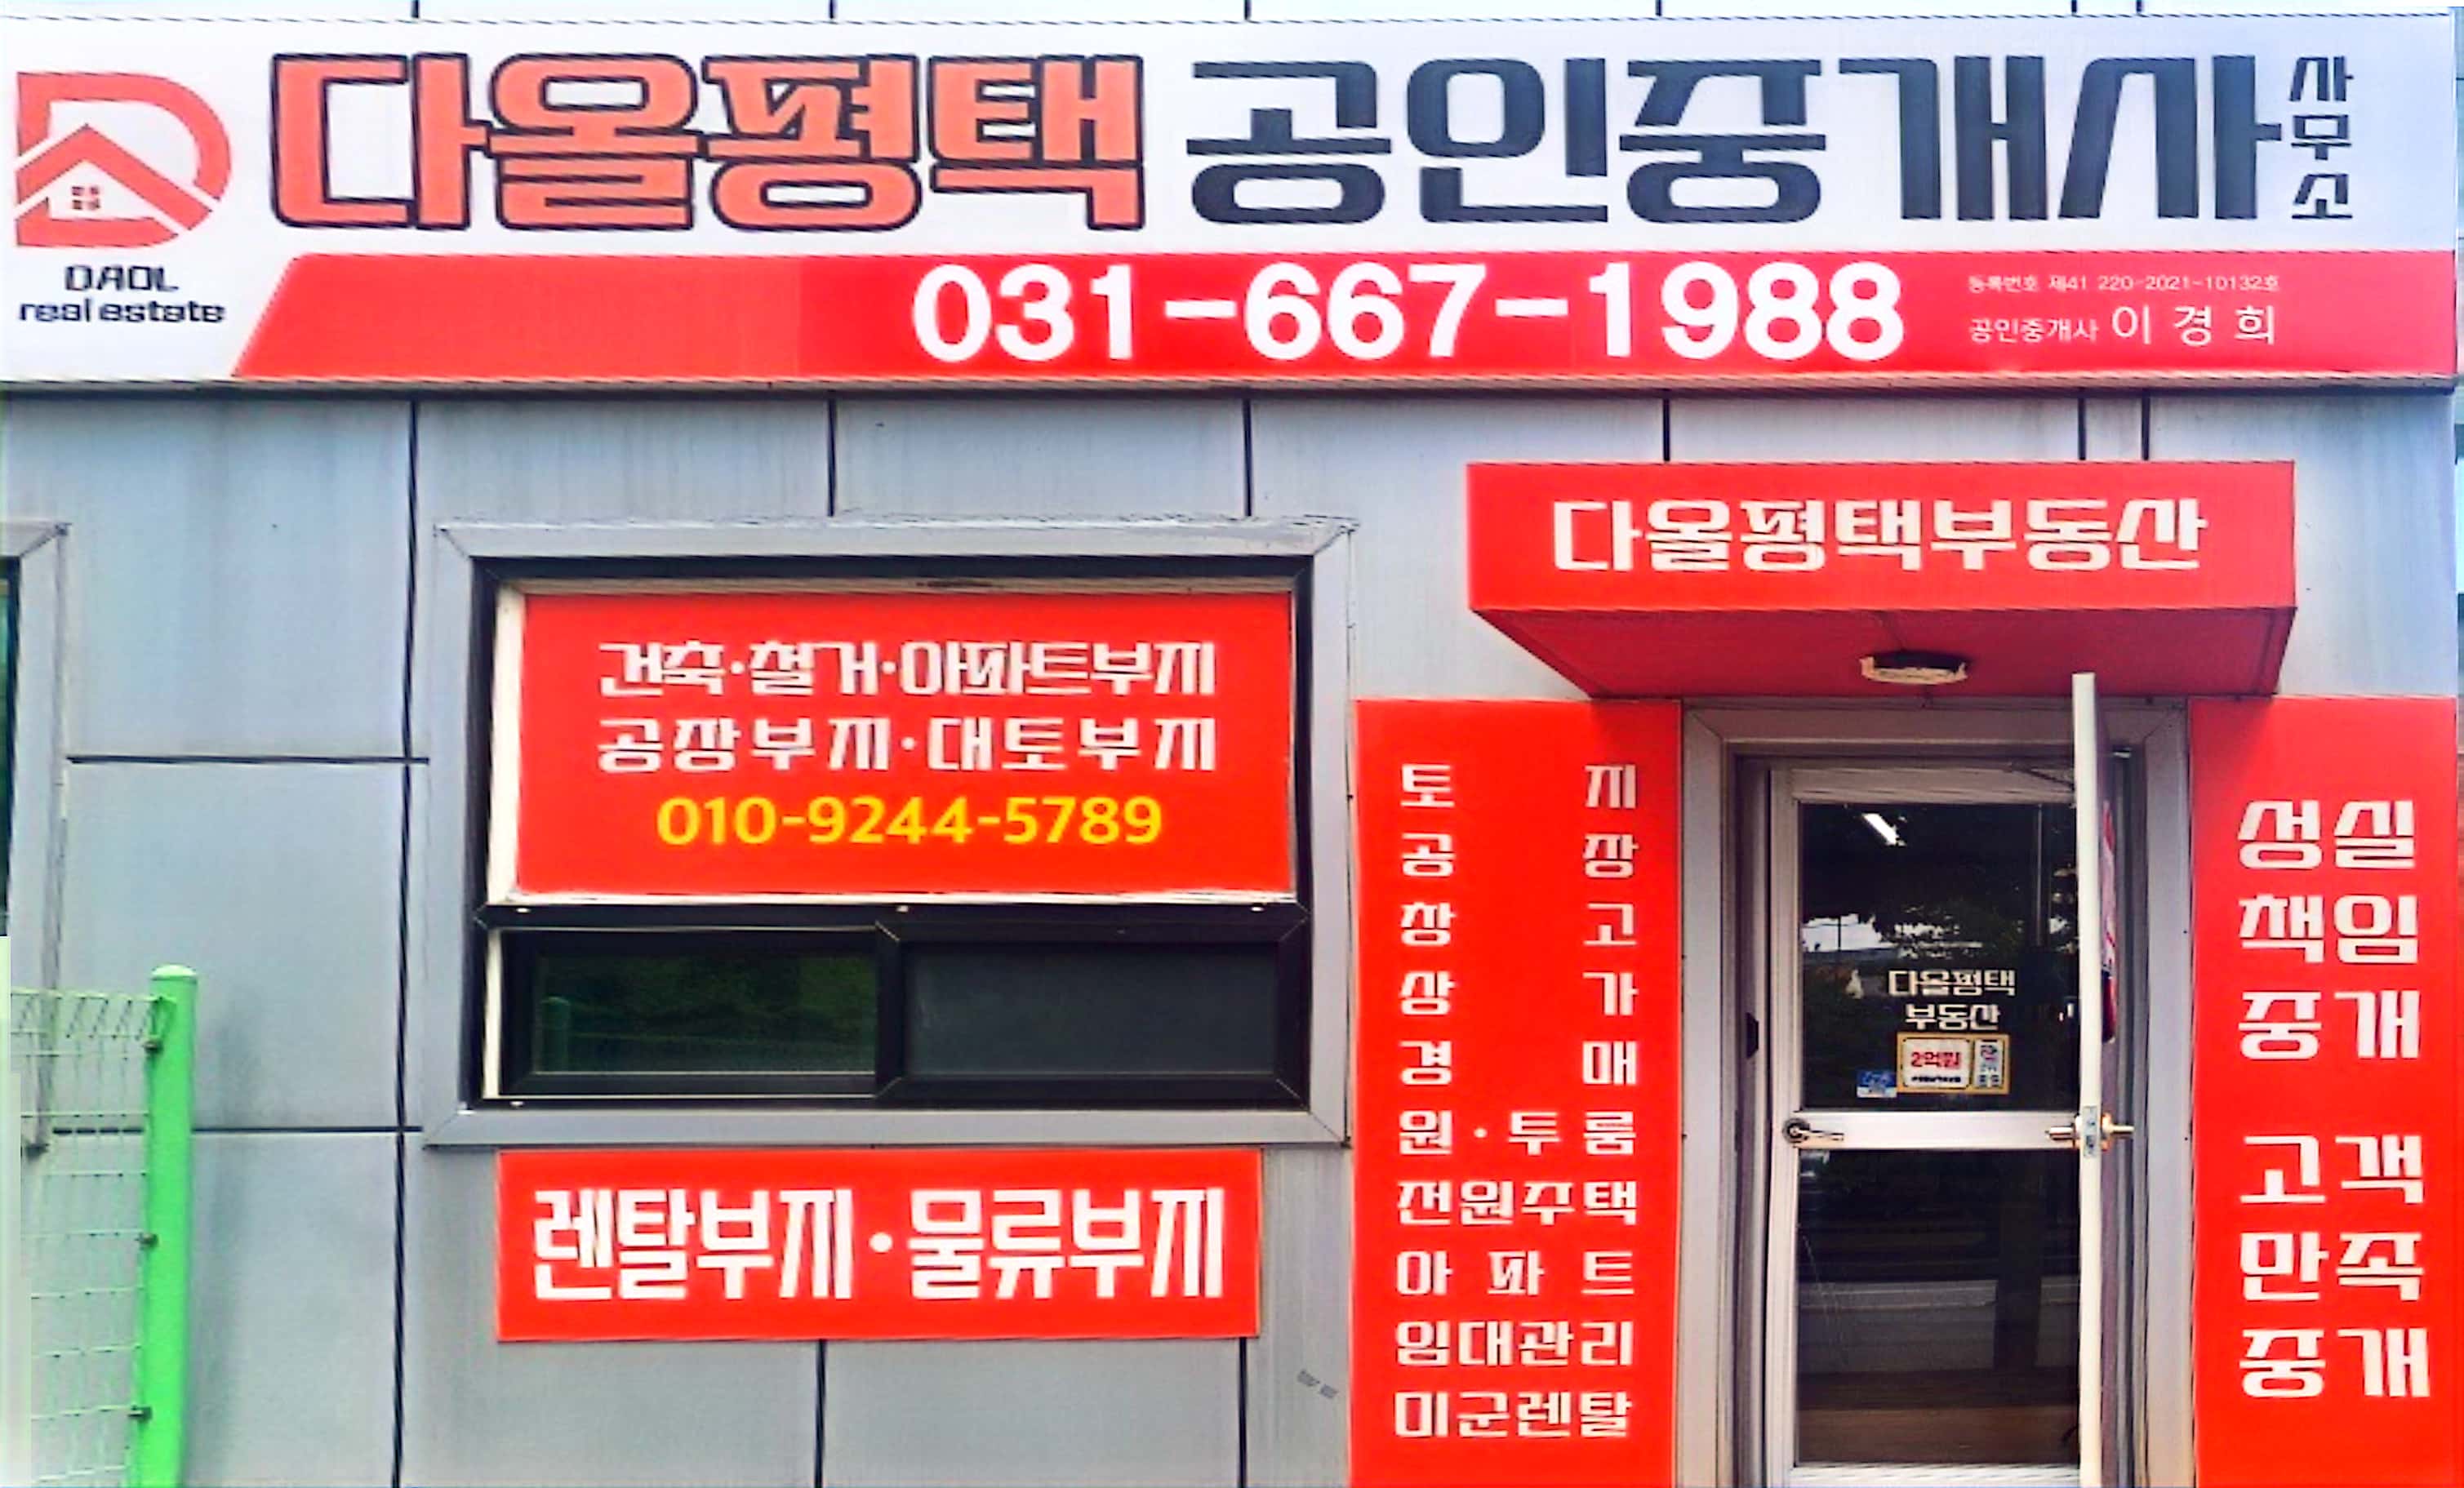 다올평택 공인중개사 사무소
DAOL
real estate
031-667-1988
등록번호 제41 220-2021-10132호
공인중개사 이경희
다올평택부동산
건축·철거·아파트부지
공장부지·대토부지
010-9244-5789
렌탈부지·물류부지
토지
공장
창고
상가
경매
원·투룸
전원주택
아파트
임대관리
미군렌탈
다올평택
부동산
2억원
성실
책임
중개
고객
만족
중개